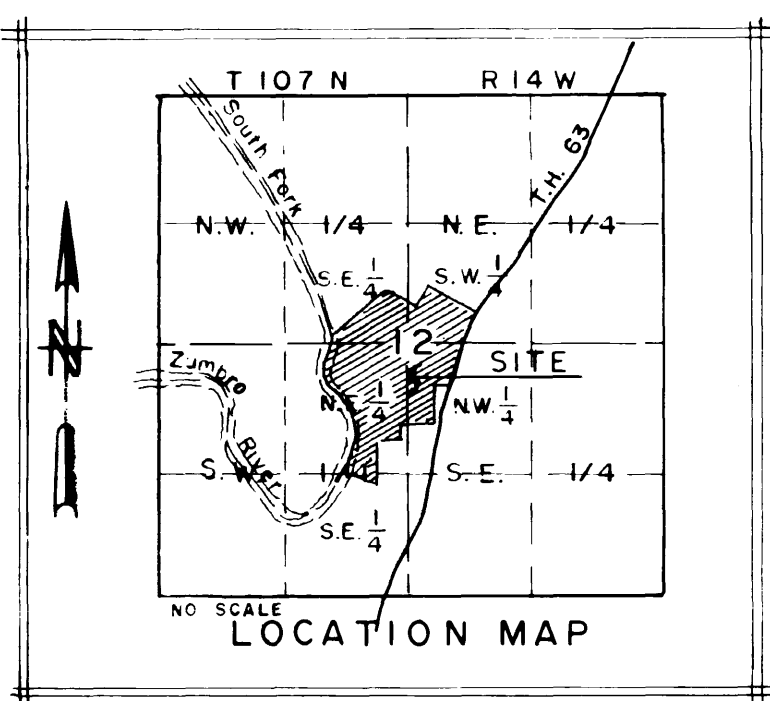 T 107 N R 14 W
South Fork
T.H. 63
N.W. 1/4 N.E. 1/4
S.E. 1/4 S.W. 1/4
N
12
Zumbro
SITE
N.E. 1/4 N.W. 1/4
River
S.W. 1/4 S.E. 1/4
S.E. 1/4
NO SCALE
LOCATION MAP